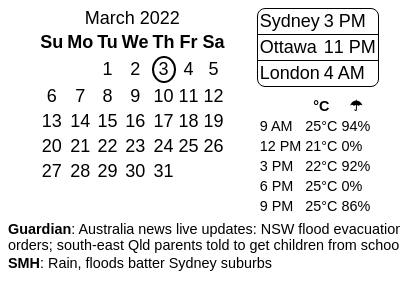 March 2022
Su Mo Tu We Th Fr Sa
1 2 3 4 5
6 7 8 9 10 11 12
13 14 15 16 17 18 19
20 21 22 23 24 25 26
27 28 29 30 31
Sydney 3 PM
Ottawa 11 PM
London 4 AM
°C ☂
9 AM 25°C 94%
12 PM 21°C 0%
3 PM 22°C 92%
6 PM 25°C 0%
9 PM 25°C 86%
Guardian: Australia news live updates: NSW flood evacuation
orders; south-east Qld parents told to get children from schoo
SMH: Rain, floods batter Sydney suburbs